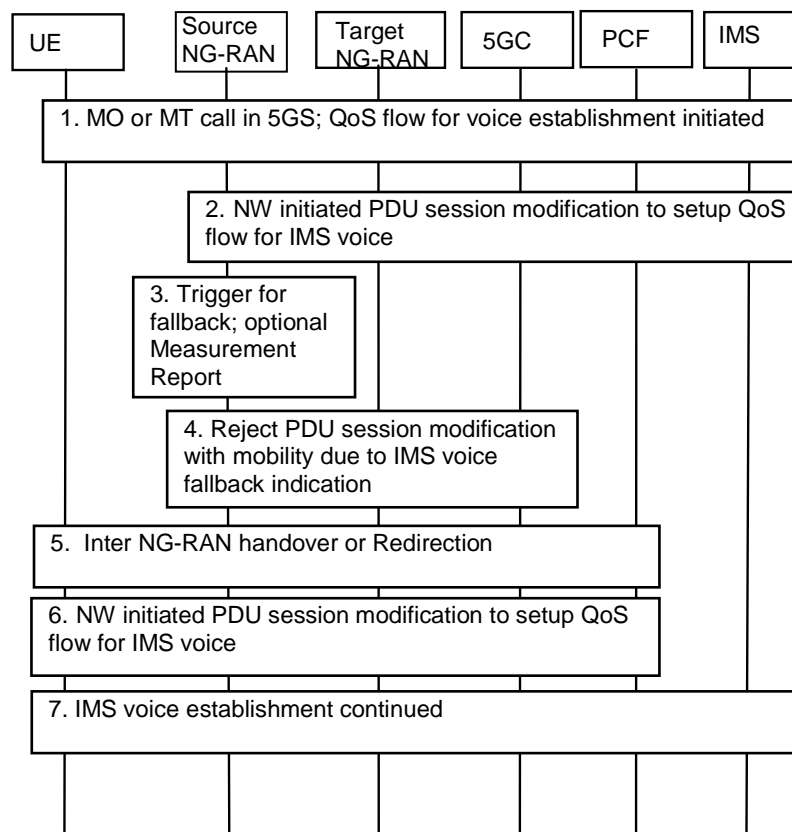 UE
Source
NG-RAN
Target
NG-RAN
5GC
PCF
IMS
1. MO or MT call in 5GS; QoS flow for voice establishment initiated
2. NW initiated PDU session modification to setup QoS
flow for IMS voice
3. Trigger for
fallback; optional
Measurement
Report
4. Reject PDU session modification
with mobility due to IMS voice
fallback indication
5. Inter NG-RAN handover or Redirection
6. NW initiated PDU session modification to setup QoS
flow for IMS voice
7. IMS voice establishment continued